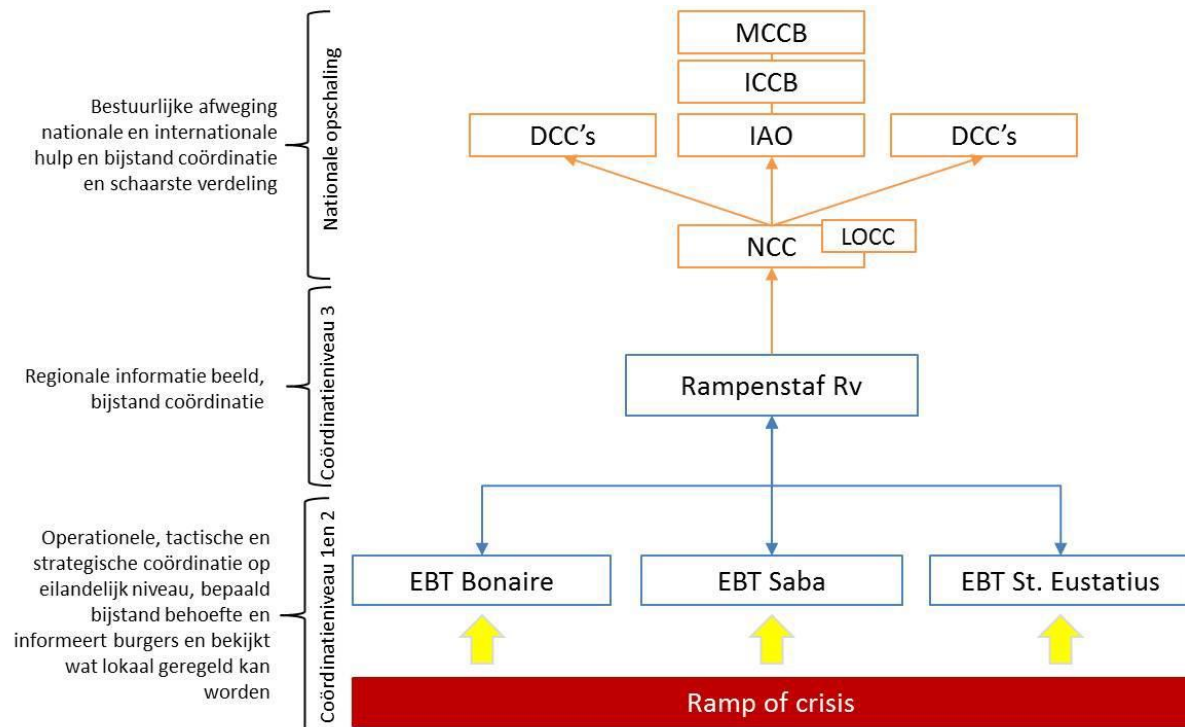 MCCB
ICCB
DCC's
IAO
DCC's
NCC
LOCC
Bestuurlijke afweging
nationale en internationale
hulp en bijstand coördinatie
en schaarste verdeling
Nationale opschaling
Rampenstaf Rv
Regionale informatie beeld,
bijstand coördinatie
Coördinatieniveau 3
EBT Bonaire
EBT Saba
EBT St. Eustatius
Operationele, tactische en
strategische coördinatie op
eilandelijk niveau, bepaald
bijstand behoefte en
informeert burgers en bekijkt
wat lokaal geregeld kan
worden
Coördinatieniveau 1en 2
Ramp of crisis